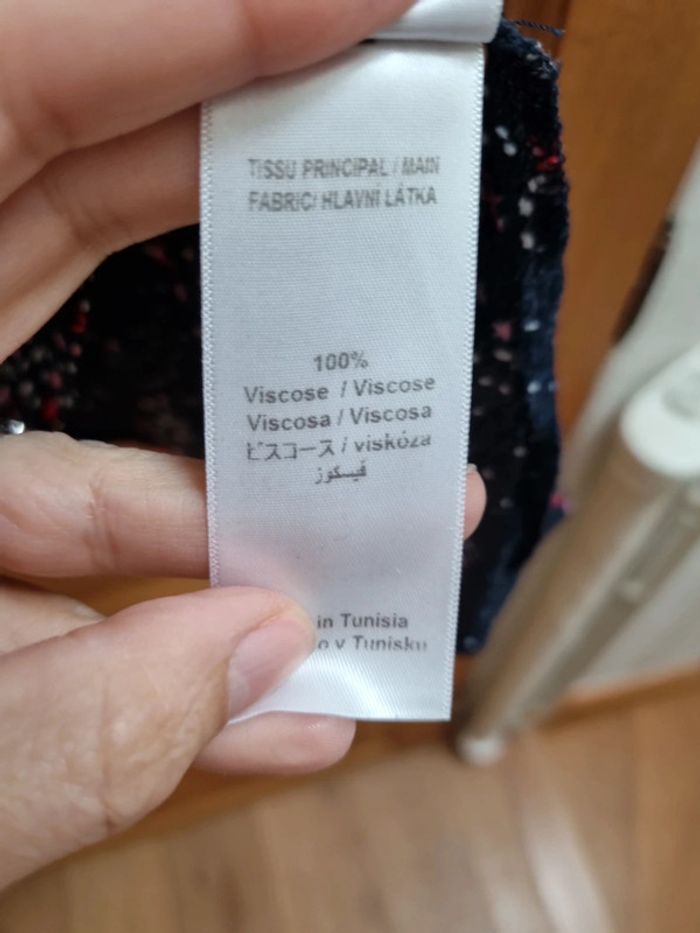 TISSU PRINCIPAL / MAIN
FABRIC/ HLAVNÍ LÁTKA
100%
Viscose / Viscose
Viscosa / Viscosa
ビスコース / viskóza
ڤيسكوز
in Tunisia
v Tunisku